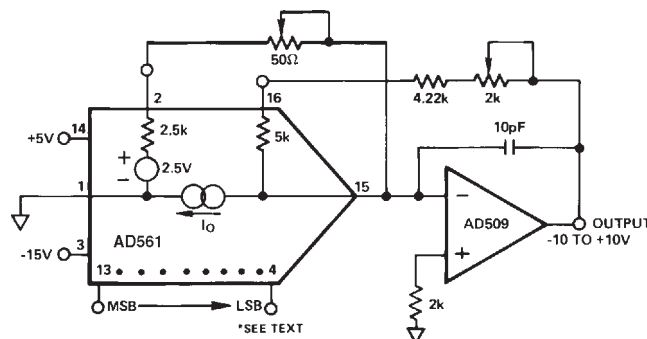 50Ω
2
16
4.22k
2k
10pF
14
+5V
2.5k
5k
+
-
2.5V
1
15
I_O
AD561
-
AD509
+
OUTPUT
-10 TO +10V
3
-15V
13
4
MSB
LSB
2k
*SEE TEXT